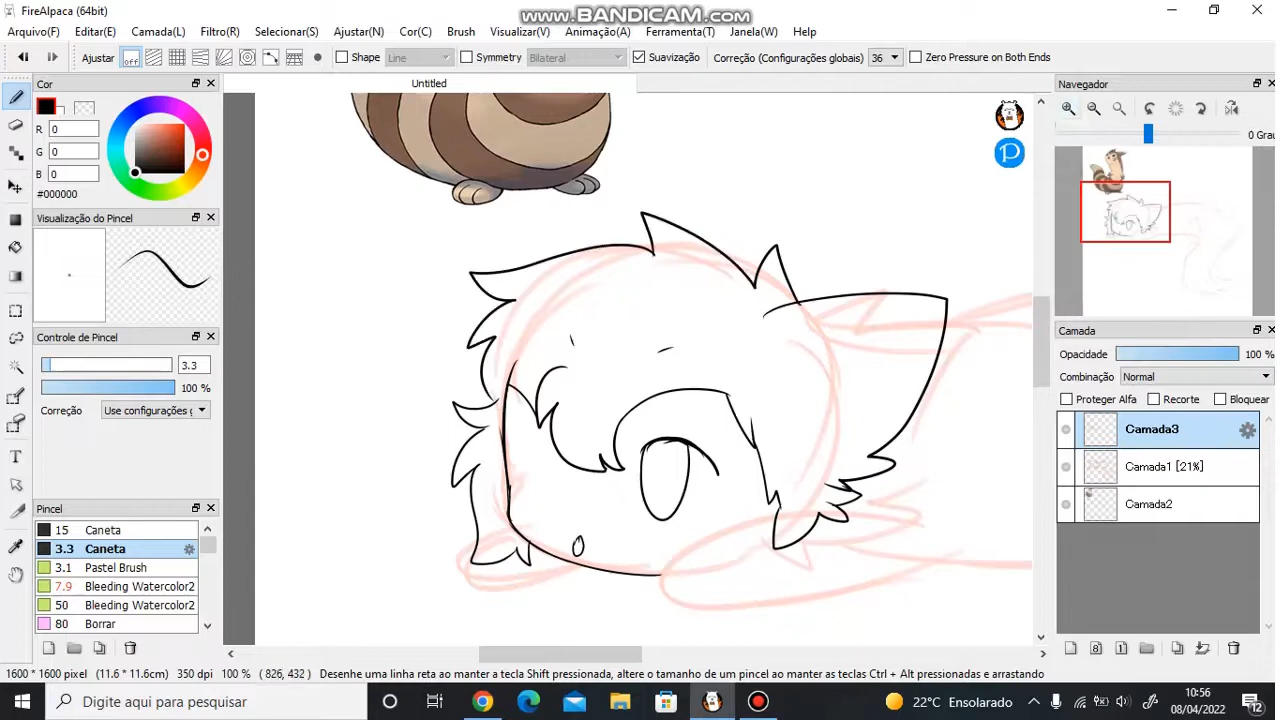 FireAlpaca (64bit)
www.BANDICAM.com
Arquivo(F) Editar(E) Camada(L) Filtro(R) Selecionar(S) Ajustar(N) Cor(C) Brush Visualizar(V) Animação(A) Ferramenta(T) Janela(W) Help
Ajustar off Shape Line Symmetry Bilateral Suavização Correção (Configurações globais) 36 Zero Pressure on Both Ends
Cor
Untitled
Navegador
R 0
G 0
B 0
#000000
0 Grau
Visualização do Pincel
Controle de Pincel
3.3
100 %
Correção Use configurações g
Camada
Opacidade 100 %
Combinação Normal
Proteger Alfa Recorte Bloquear
Camada3
Camada1 [21%]
Camada2
Pincel
15 Caneta
3.3 Caneta
3.1 Pastel Brush
7.9 Bleeding Watercolor2
50 Bleeding Watercolor2
80 Borrar
1600 * 1600 pixel (11.6 * 11.6cm) 350 dpi 100 % ( 826, 432 ) Desenhe uma linha reta ao manter a tecla Shift pressionada, altere o tamanho de um pincel ao manter as teclas Ctrl + Alt pressionadas e arrastando
Digite aqui para pesquisar
22°C Ensolarado
10:56
08/04/2022
12